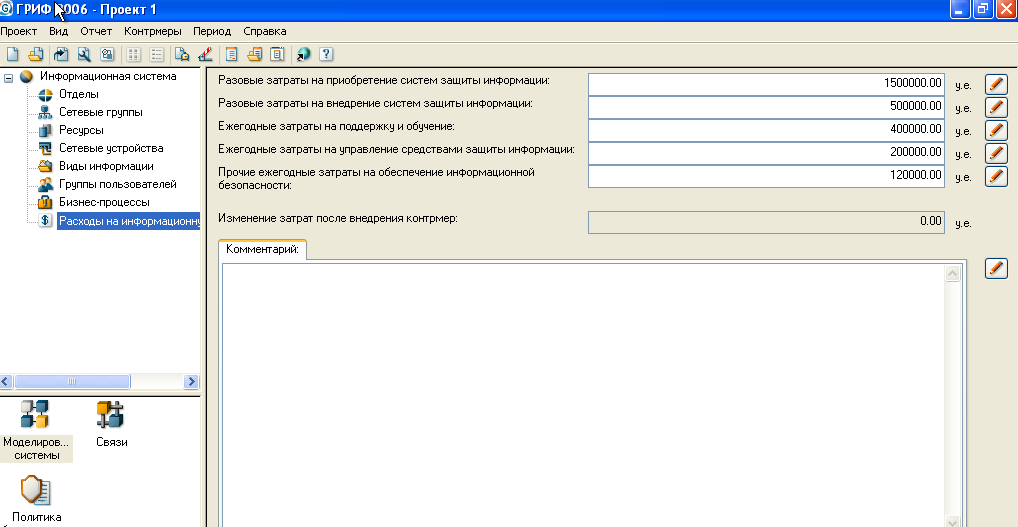 ГРИФ 2006 - Проект 1
Проект Вид Отчет Контрмеры Период Справка
Информационная система
Отделы
Сетевые группы
Ресурсы
Сетевые устройства
Виды информации
Группы пользователей
Бизнес-процессы
Расходы на информационну
Моделиров...
системы
Связи
Политика
Разовые затраты на приобретение систем защиты информации: 1500000.00 у.е.
Разовые затраты на внедрение систем защиты информации: 500000.00 у.е.
Ежегодные затраты на поддержку и обучение: 400000.00 у.е.
Ежегодные затраты на управление средствами защиты информации: 200000.00 у.е.
Прочие ежегодные затраты на обеспечение информационной
безопасности: 120000.00 у.е.
Изменение затрат после внедрения контрмер: 0.00 у.е.
Комментарий: